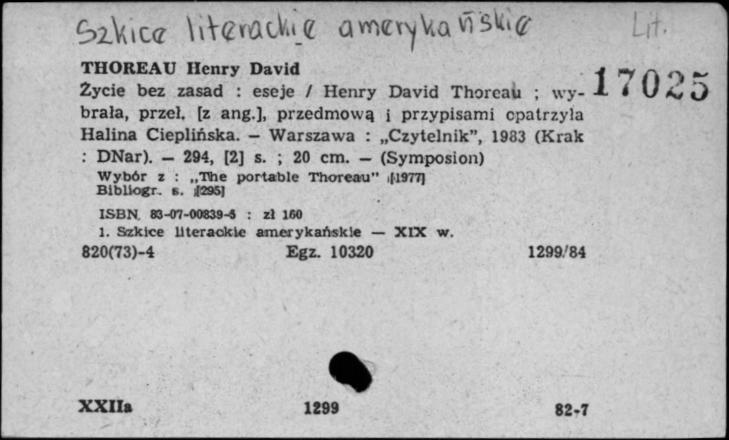 Szkice literackie amerykańskie Lit.
THOREAU Henry David
17025
Życie bez zasad : eseje / Henry David Thoreau ; wy-
brała, przeł. [z ang.], przedmową i przypisami opatrzyła
Halina Cieplińska. — Warszawa : „Czytelnik”, 1983 (Krak
: DNar). — 294, [2] s. ; 20 cm. — (Symposion)
Wybór z : „The portable Thoreau” [1977]
Bibliogr. s. [295]
ISBN 83-07-00839-5 : zł 160
1. Szkice literackie amerykańskie — XIX w.
820(73)-4 Egz. 10320 1299/84
XXIIa 1299 82-7